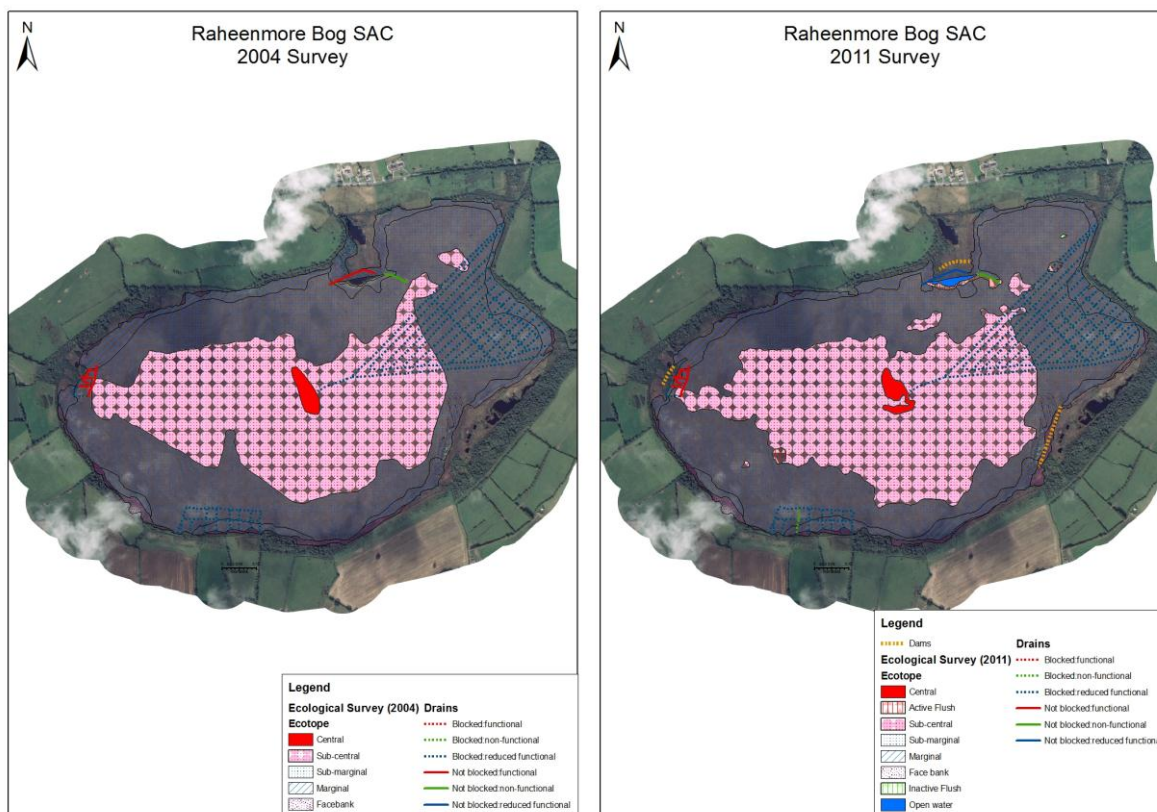 N
Raheenmore Bog SAC
2004 Survey
Legend
Ecological Survey (2004)
Ecotope
Central
Sub-central
Sub-marginal
Marginal
Facebank
Drains
Blocked:functional
Blocked:non-functional
Blocked:reduced functional
Not blocked:functional
Not blocked:non-functional
Not blocked:reduced functional
N
Raheenmore Bog SAC
2011 Survey
Legend
Dams
Ecological Survey (2011)
Ecotope
Central
Active Flush
Sub-central
Sub-marginal
Marginal
Face bank
Inactive Flush
Open water
Drains
Blocked:functional
Blocked:non-functional
Blocked:reduced functional
Not blocked:functional
Not blocked:non-functional
Not blocked:reduced functional